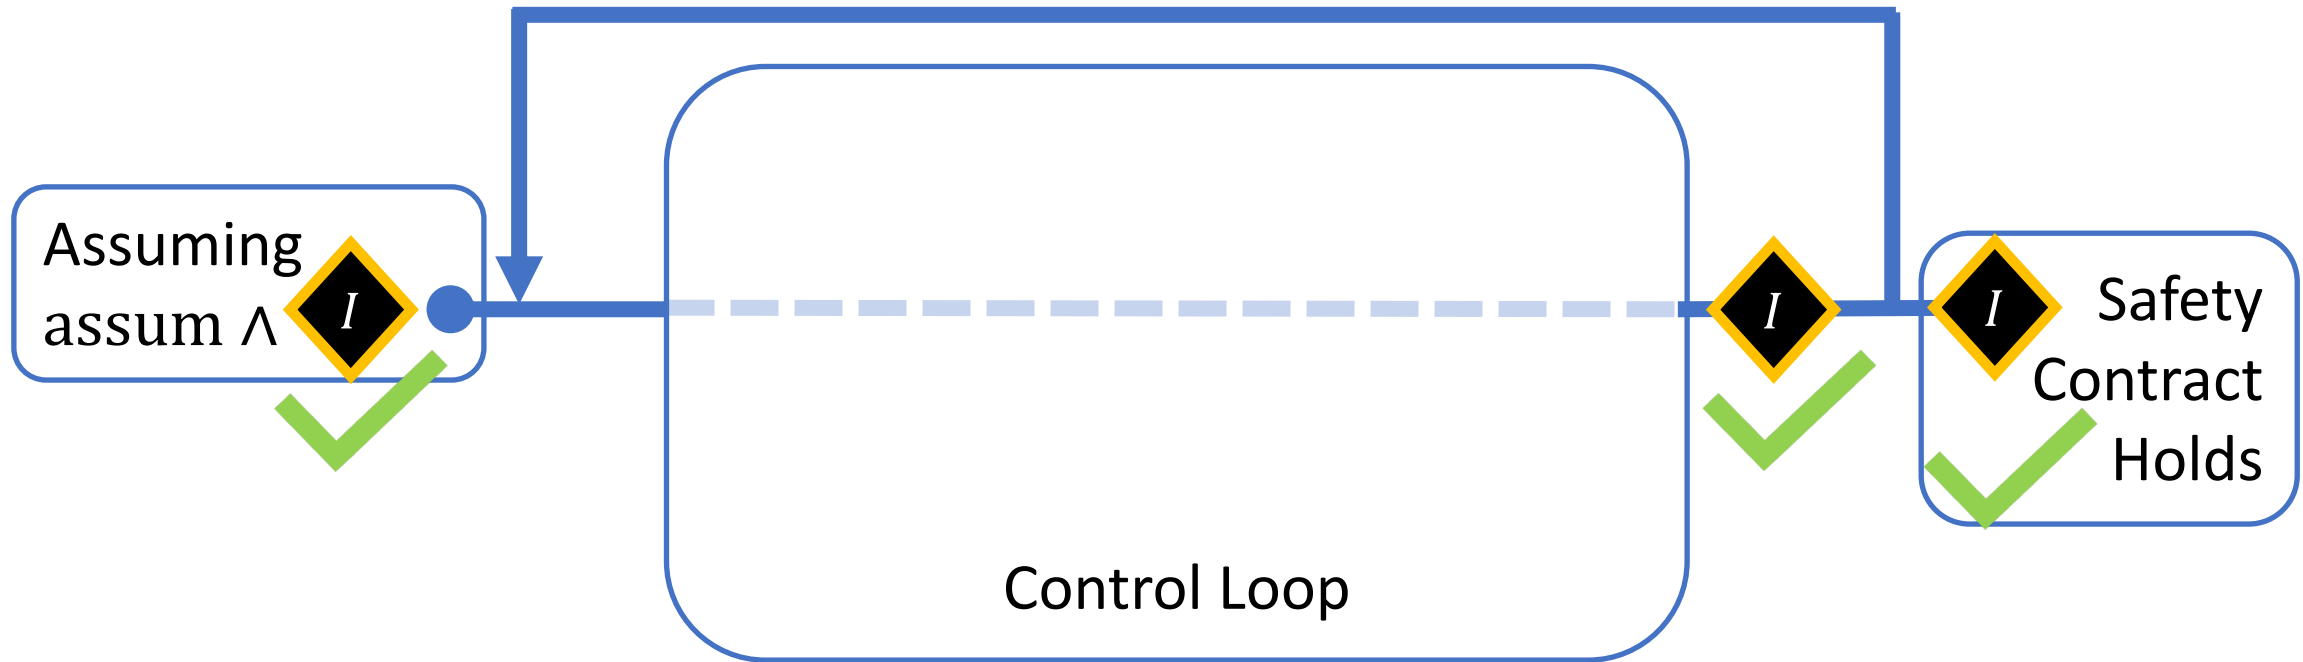 Assuming
assum ∧ I
I
I
Safety
Contract
Holds
Control Loop